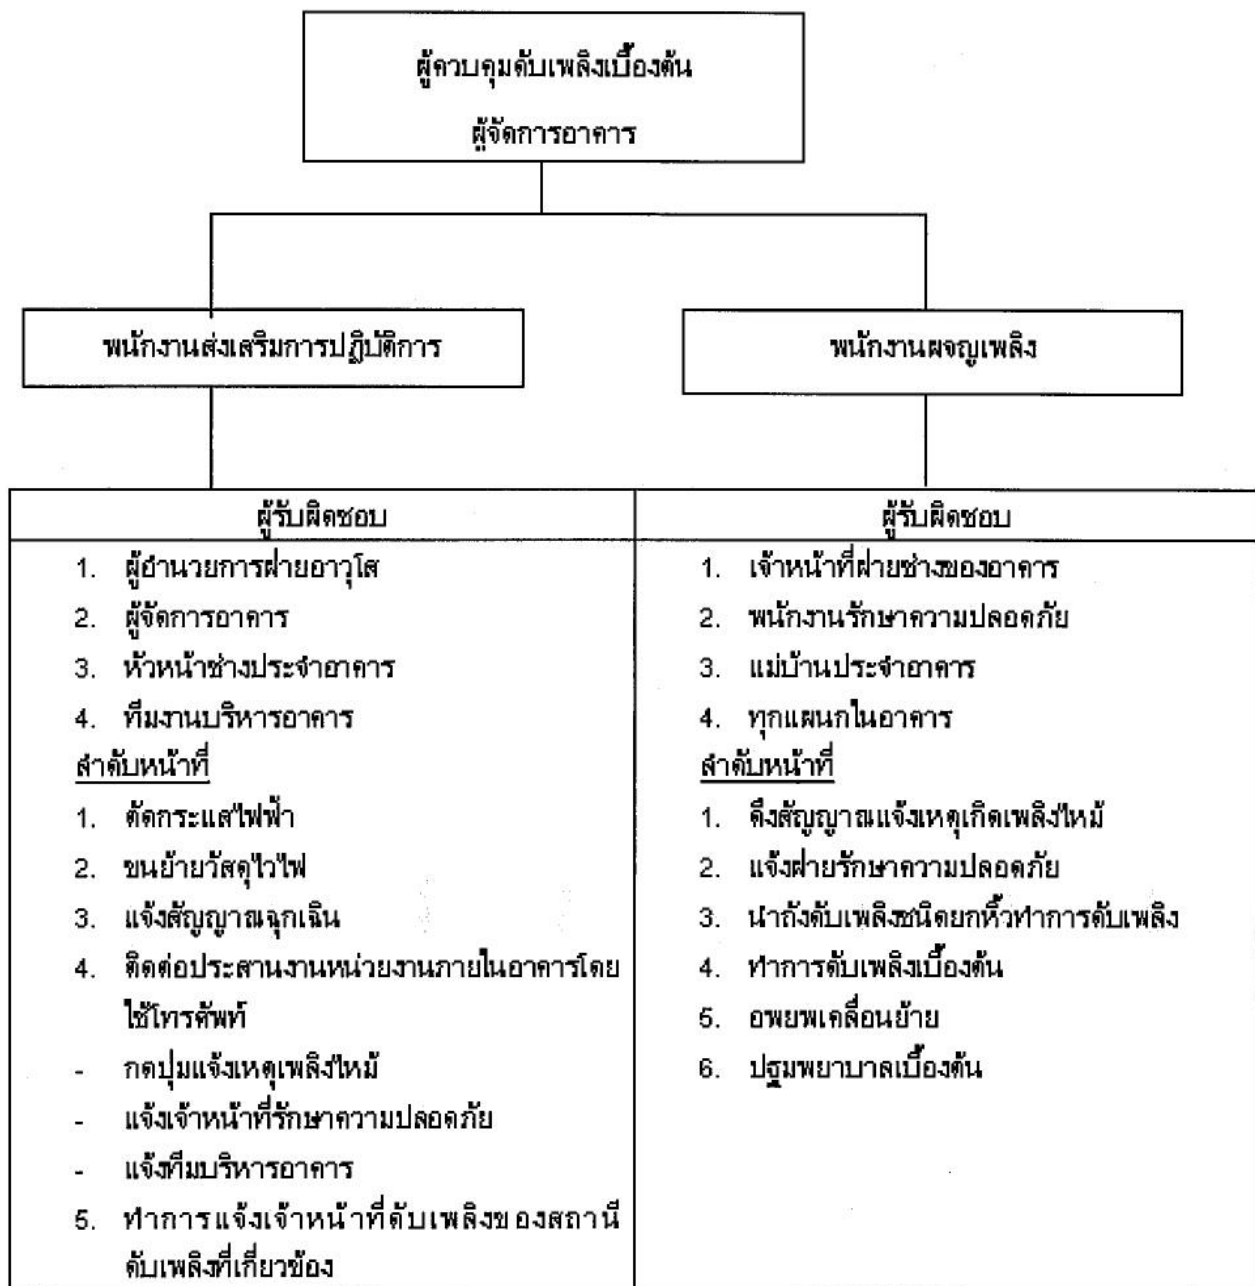 ผู้ควบคุมดับเพลิงเบื้องต้น
ผู้จัดการอาคาร
พนักงานส่งเสริมการปฏิบัติการ
พนักงานผจญเพลิง
ผู้รับผิดชอบ
1. ผู้อำนวยการฝ่ายอาวุโส
2. ผู้จัดการอาคาร
3. หัวหน้าช่างประจำอาคาร
4. ทีมงานบริหารอาคาร
ลำดับหน้าที่
1. ตัดกระแสไฟฟ้า
2. ขนย้ายวัสดุไวไฟ
3. แจ้งสัญญาณฉุกเฉิน
4. ติดต่อประสานงานหน่วยงานภายในอาคารโดย
ใช้โทรศัพท์
- กดปุ่มแจ้งเหตุเพลิงไหม้
- แจ้งเจ้าหน้าที่รักษาความปลอดภัย
- แจ้งทีมบริหารอาคาร
5. ทำการแจ้งเจ้าหน้าที่ดับเพลิงของสถานี
ดับเพลิงที่เกี่ยวข้อง
ผู้รับผิดชอบ
1. เจ้าหน้าที่ฝ่ายช่างของอาคาร
2. พนักงานรักษาความปลอดภัย
3. แม่บ้านประจำอาคาร
4. ทุกแผนกในอาคาร
ลำดับหน้าที่
1. ดึงสัญญาณแจ้งเหตุเกิดเพลิงไหม้
2. แจ้งฝ่ายรักษาความปลอดภัย
3. นำถังดับเพลิงชนิดยกหิ้วทำการดับเพลิง
4. ทำการดับเพลิงเบื้องต้น
5. อพยพเคลื่อนย้าย
6. ปฐมพยาบาลเบื้องต้น